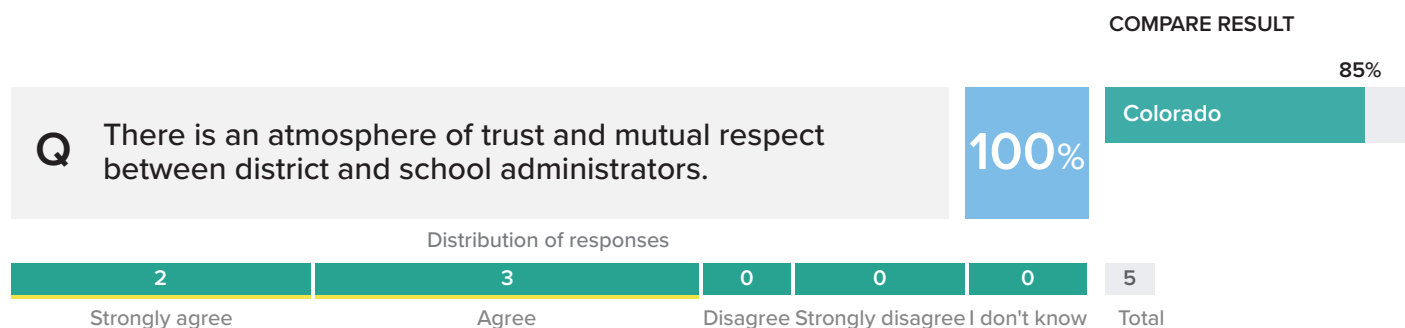 COMPARE RESULT
85%
Q
There is an atmosphere of trust and mutual respect
between district and school administrators.
100%
Colorado
Distribution of responses
2 3 0 0 0 5
Strongly agree Agree Disagree Strongly disagree I don't know Total